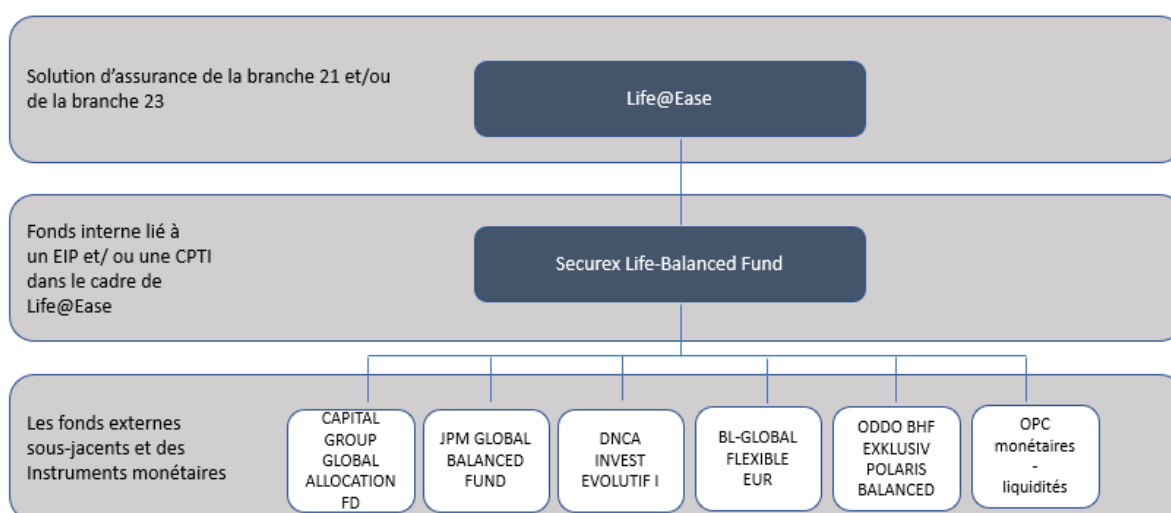 Solution d'assurance de la branche 21 et/ou
de la branche 23
Life@Ease
Fonds interne lié à
un EIP et/ ou une CPTI
dans le cadre de
Life@Ease
Securex Life-Balanced Fund
Les fonds externes
sous-jacents et des
Instruments monétaires
CAPITAL
GROUP
GLOBAL
ALLOCATION
FD
JPM GLOBAL
BALANCED
FUND
DNCA
INVEST
EVOLUTIF I
BL-GLOBAL
FLEXIBLE
EUR
ODDO BHF
EXKLUSIV
POLARIS
BALANCED
OPC
monétaires
-
liquidités